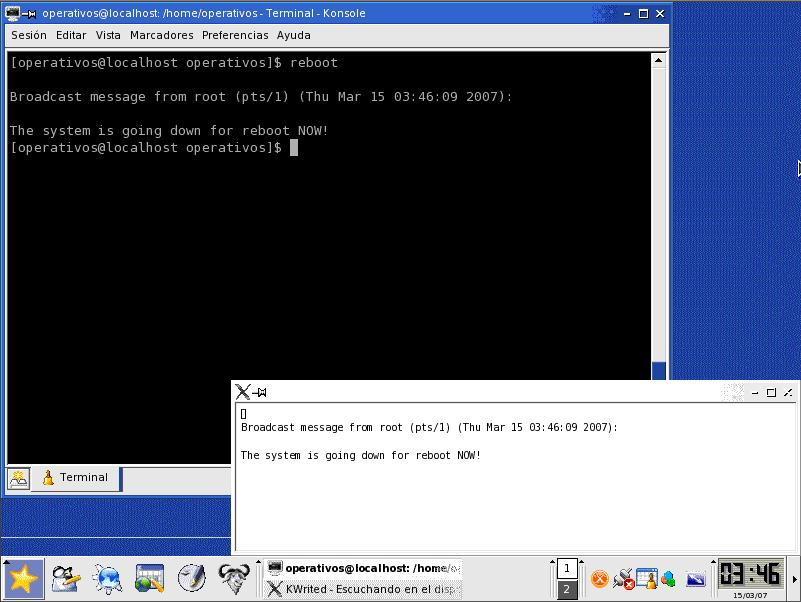 operativos@localhost: /home/operativos - Terminal - Konsole
Sesión Editar Vista Marcadores Preferencias Ayuda
[operativos@localhost operativos]$ reboot
Broadcast message from root (pts/1) (Thu Mar 15 03:46:09 2007):
The system is going down for reboot NOW!
[operativos@localhost operativos]$
Broadcast message from root (pts/1) (Thu Mar 15 03:46:09 2007):
The system is going down for reboot NOW!
Terminal
operativos@localhost: /home/o
KWrited - Escuchando en el disp
1
2
03:46
15/03/07